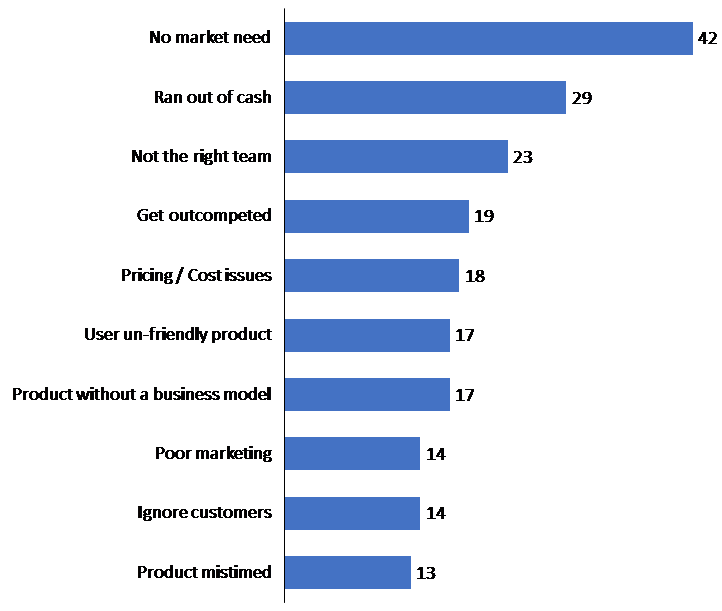 No market need 42
Ran out of cash 29
Not the right team 23
Get outcompeted 19
Pricing / Cost issues 18
User un-friendly product 17
Product without a business model 17
Poor marketing 14
Ignore customers 14
Product mistimed 13